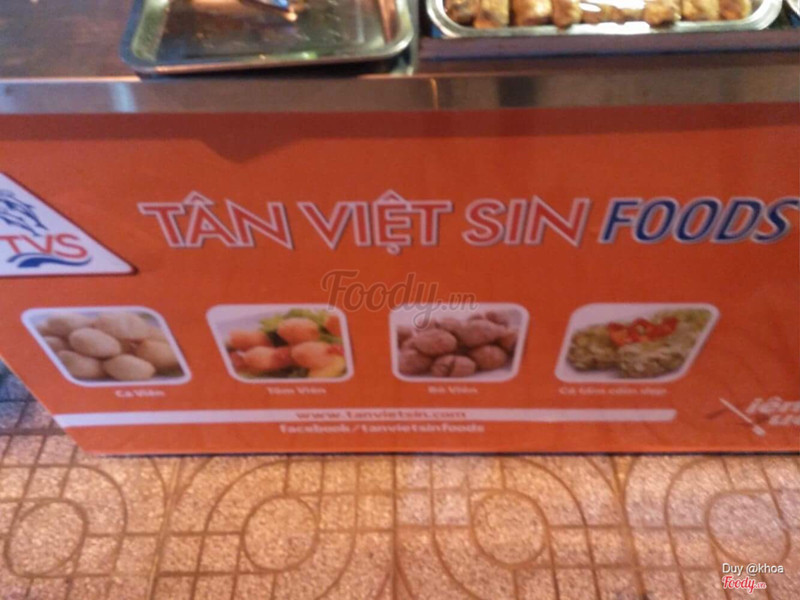 TVS
TÂN VIỆT SIN FOODS
Foody.vn
Cá Viên
Tôm Viên
Bò Viên
www.tanvietsin.com
facebook/tanvietsinfoods
Duy @khoa
Foody.vn